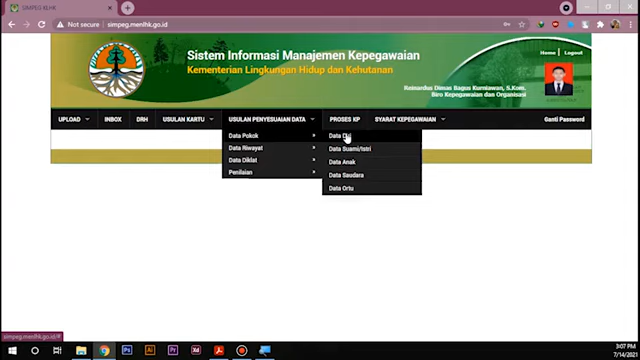 SIMPEG KLHK
Not secure simpeg.menlhk.go.id
Sistem Informasi Manajemen Kepegawaian
Kementerian Lingkungan Hidup dan Kehutanan
Home Logout
Reinardus Dimas Bagus Kurniawan, S.Kom.
Biro Kepegawaian dan Organisasi
UPLOAD INBOX DRH USULAN KARTU USULAN PENYESUAIAN DATA PROSES KP SYARAT KEPEGAWAIAN Ganti Password
Data Pokok
Data Riwayat
Data Diklat
Penilaian
Data
Data Suami/Istri
Data Anak
Data Saudara
Data Ortu
simpeg.menlhk.go.id/#
3:07 PM
7/14/2021